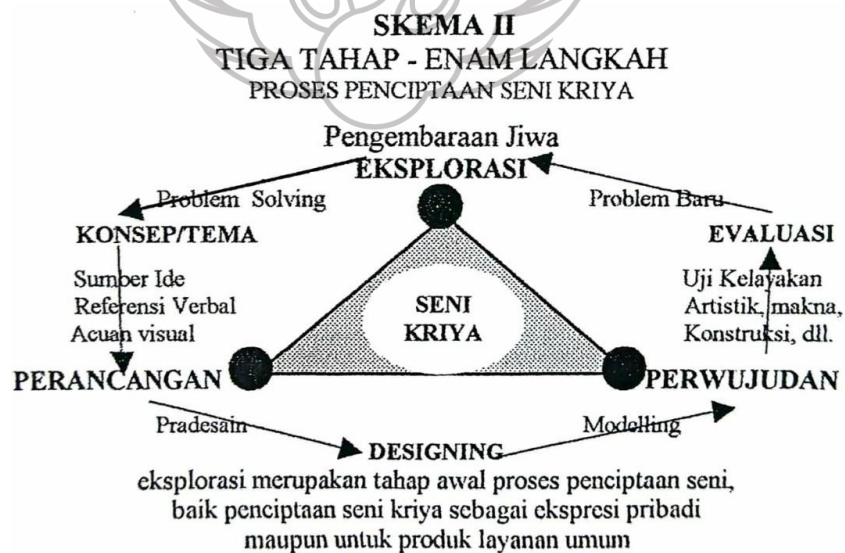 SKEMA II
TIGA TAHAP - ENAM LANGKAH
PROSES PENCIPTAAN SENI KRIYA
Pengembaraan Jiwa
EKSPLORASI
Problem Solving
Problem Baru
KONSEP/TEMA
EVALUASI
Sumber Ide
Referensi Verbal
Acuan visual
SENI
KRIYA
Uji Kelayakan
Artistik, makna,
Konstruksi, dll.
PERANCANGAN
PERWUJUDAN
Pradesain
Modelling
DESIGNING
eksplorasi merupakan tahap awal proses penciptaan seni,
baik penciptaan seni kriya sebagai ekspresi pribadi
maupun untuk produk layanan umum